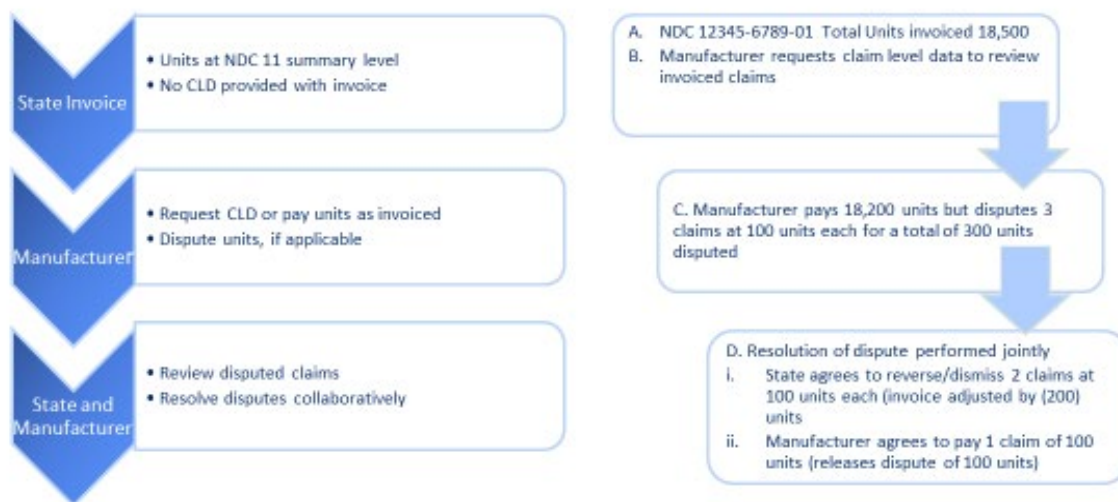 State Invoice
• Units at NDC 11 summary level
• No CLD provided with invoice
Manufacturer
• Request CLD or pay units as invoiced
• Dispute units, if applicable
State and
Manufacturer
• Review disputed claims
• Resolve disputes collaboratively
A. NDC 12345-6789-01 Total Units invoiced 18,500
B. Manufacturer requests claim level data to review
invoiced claims
C. Manufacturer pays 18,200 units but disputes 3
claims at 100 units each for a total of 300 units
disputed
D. Resolution of dispute performed jointly
i. State agrees to reverse/dismiss 2 claims at
100 units each (invoice adjusted by (200)
units
ii. Manufacturer agrees to pay 1 claim of 100
units (releases dispute of 100 units)